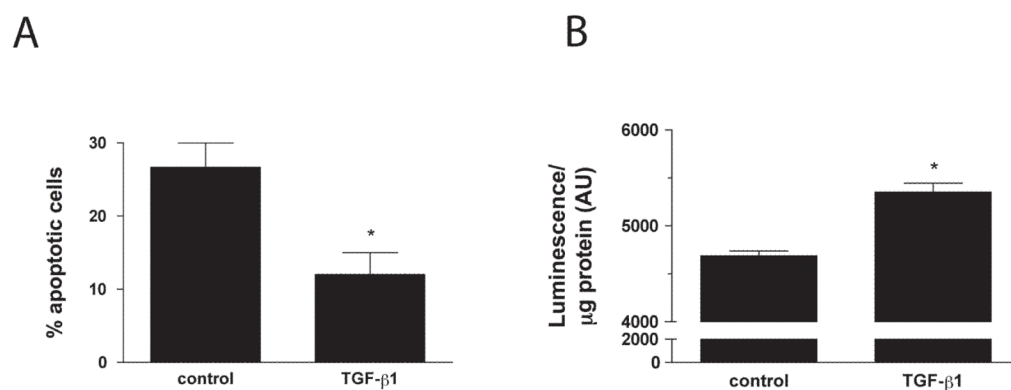 A
% apoptotic cells
30
20
10
0
*
control
TGF-β1
B
Luminescence/
μg protein (AU)
6000
5000
4000
2000
0
*
control
TGF-β1